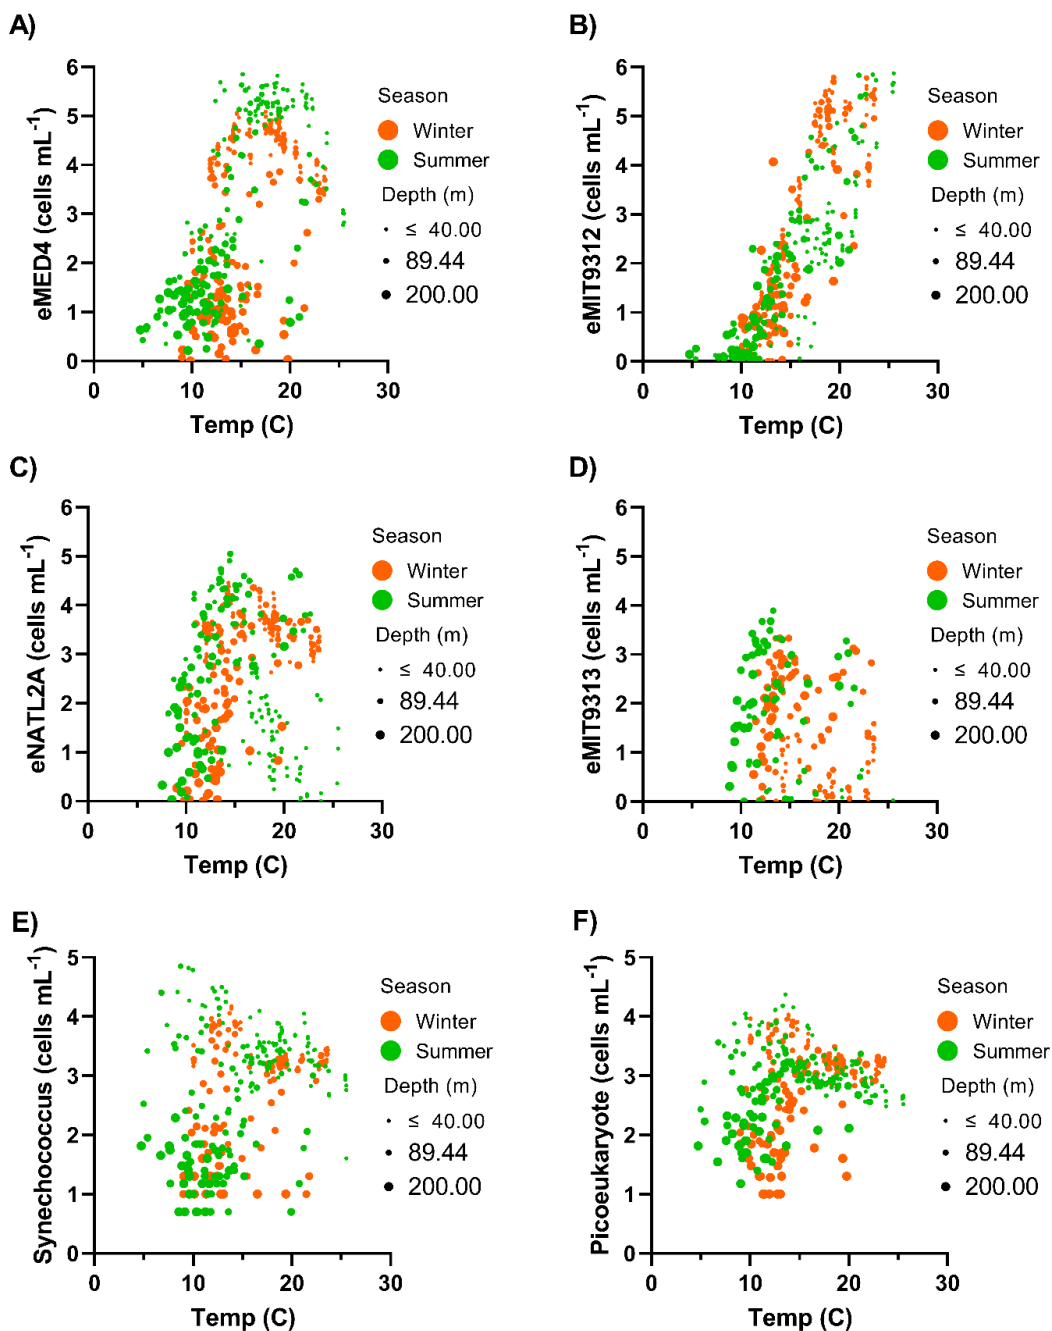 A)
eMED4 (cells mL-1)
6
5
4
3
2
1
0
0 10 20 30
Temp (C)
Season
Winter
Summer
Depth (m)
≤ 40.00
89.44
200.00
B)
eMIT9312 (cells mL-1)
6
5
4
3
2
1
0
0 10 20 30
Temp (C)
Season
Winter
Summer
Depth (m)
≤ 40.00
89.44
200.00
C)
eNATL2A (cells mL-1)
6
5
4
3
2
1
0
0 10 20 30
Temp (C)
Season
Winter
Summer
Depth (m)
≤ 40.00
89.44
200.00
D)
eMIT9313 (cells mL-1)
6
5
4
3
2
1
0
0 10 20 30
Temp (C)
Season
Winter
Summer
Depth (m)
≤ 40.00
89.44
200.00
E)
Synechococcus (cells mL-1)
5
4
3
2
1
0
0 10 20 30
Temp (C)
Season
Winter
Summer
Depth (m)
≤ 40.00
89.44
200.00
F)
Picoeukaryote (cells mL-1)
5
4
3
2
1
0
0 10 20 30
Temp (C)
Season
Winter
Summer
Depth (m)
≤ 40.00
89.44
200.00